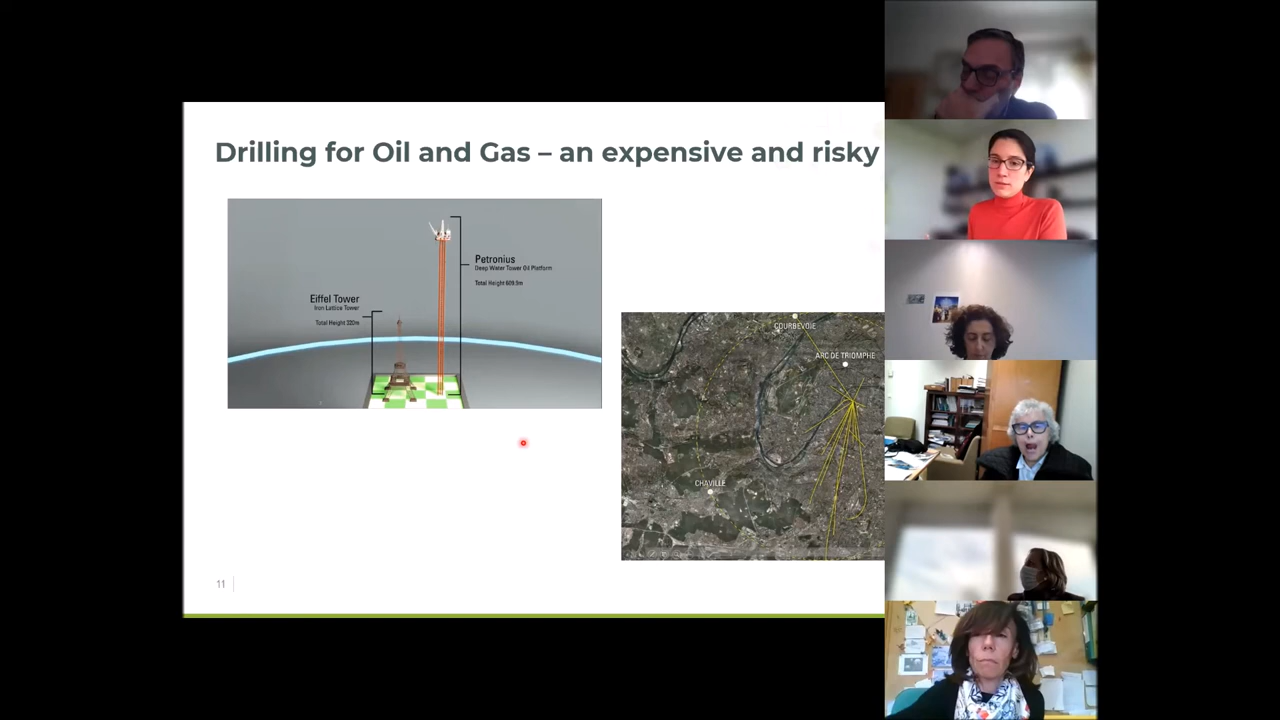 Drilling for Oil and Gas – an expensive and risky
Petronius
Deep Water Tower Oil Platform
Total Height 609.9m
Eiffel Tower
Iron Lattice Tower
Total Height 320m
COURBEVOIE
ARC DE TRIOMPHE
CHAVILLE
11